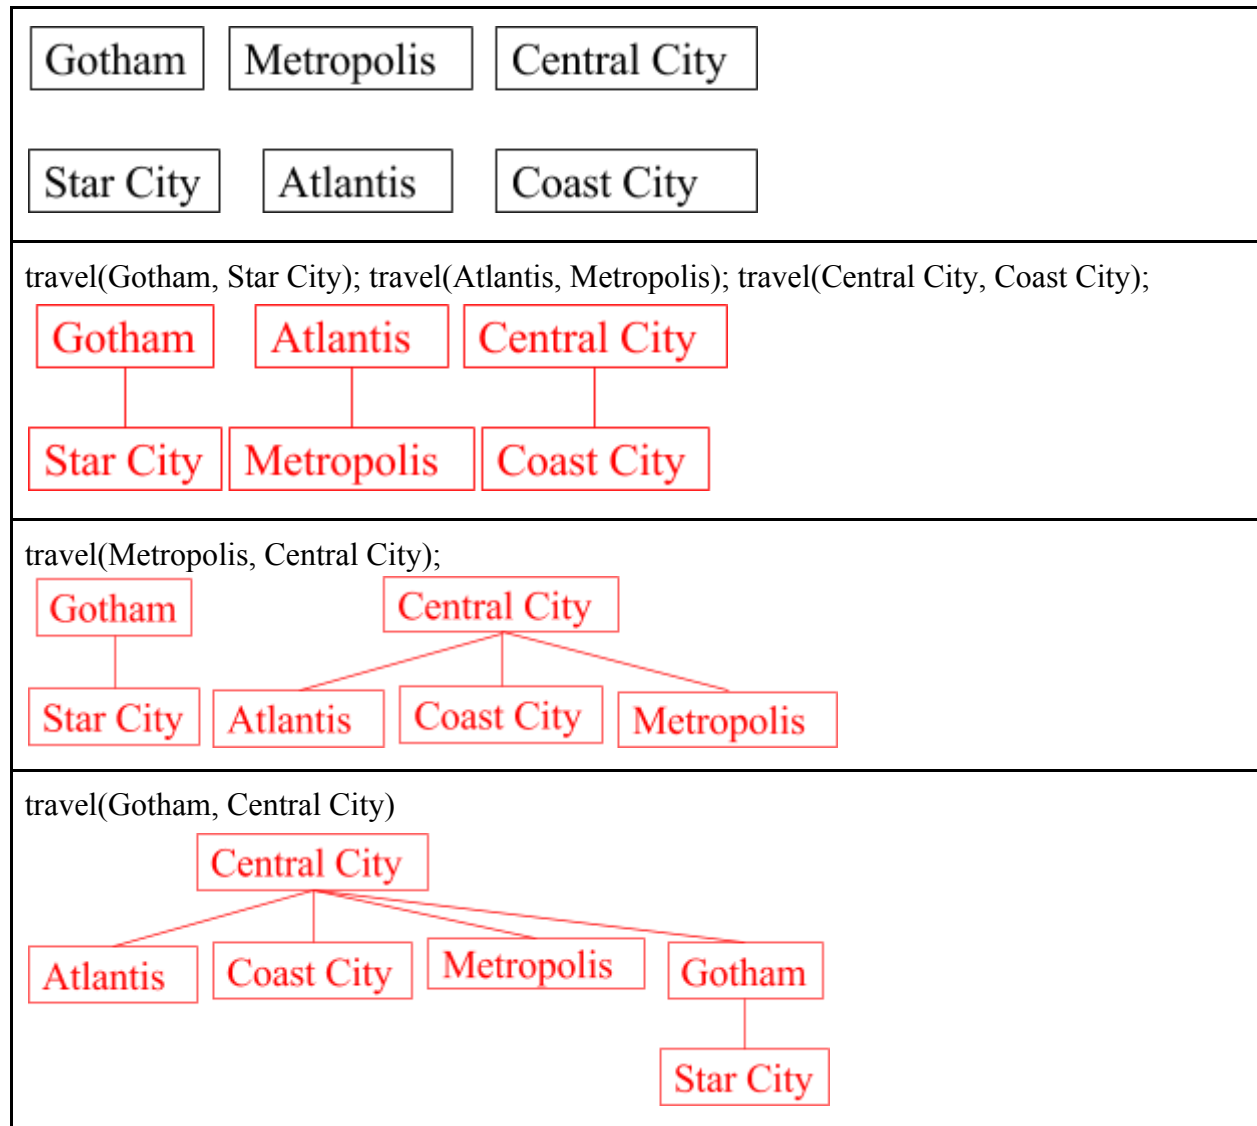 Gotham Metropolis Central City
Star City Atlantis Coast City
travel(Gotham, Star City); travel(Atlantis, Metropolis); travel(Central City, Coast City);
Gotham Atlantis Central City
Star City Metropolis Coast City
travel(Metropolis, Central City);
Gotham Central City
Star City Atlantis Coast City Metropolis
travel(Gotham, Central City)
Central City
Atlantis Coast City Metropolis Gotham
Star City